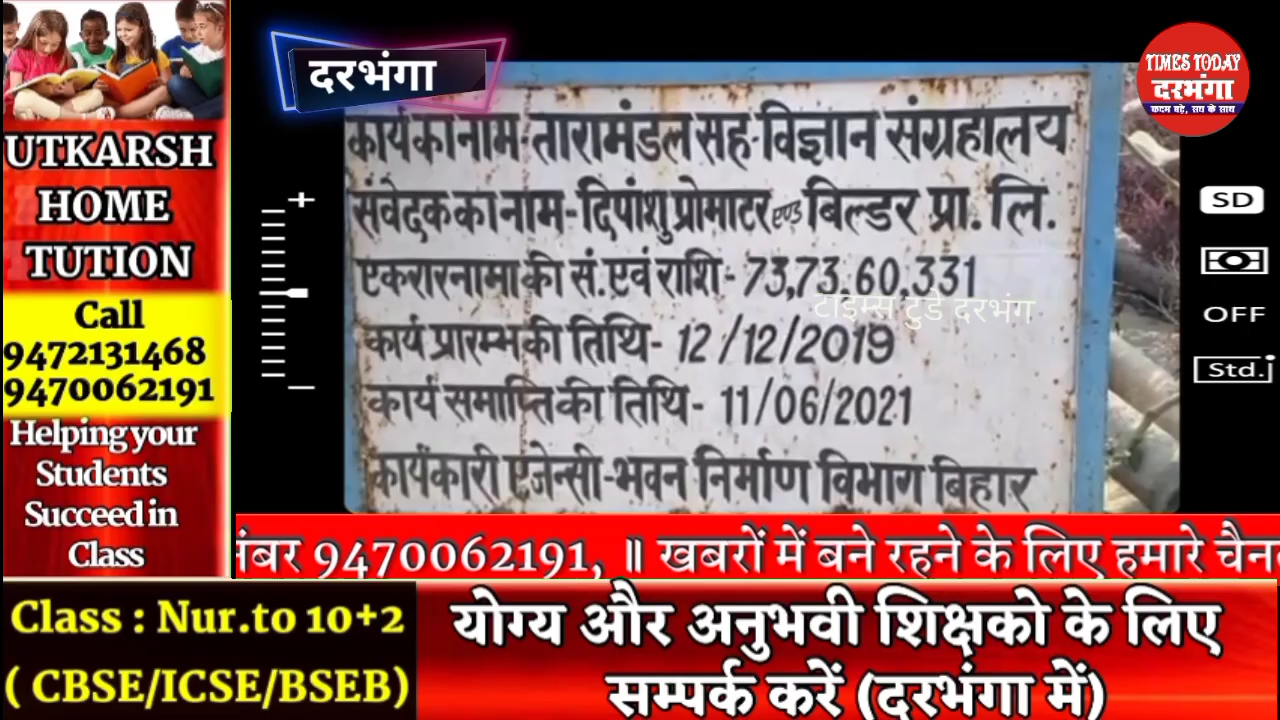 दरभंगा
TIMES TODAY
दरभंगा
कदम बढ़े, सच के साथ
कार्य का नाम-तारामंडल सह-विज्ञान संग्रहालय
संवेदक का नाम-दिपांशु प्रोमाटर एण्ड बिल्डर प्रा. लि.
एकरारनामा की सं.एवं राशि-73,73,60,331
टाइम्स टुडे दरभंग
कार्य प्रारम्भ की तिथि- 12/12/2019
कार्य समाप्ति की तिथि- 11/06/2021
कार्यकारी एजेन्सी-भवन निर्माण विभाग बिहार
SD
OFF
Std.
UTKARSH
HOME
TUTION
Call
9472131468
9470062191
Helping your
Students
Succeed in
Class
ंबर 9470062191, ॥ खबरों में बने रहने के लिए हमारे चैन
Class : Nur.to 10+2
( CBSE/ICSE/BSEB)
योग्य और अनुभवी शिक्षको के लिए
सम्पर्क करें (दरभंगा में)